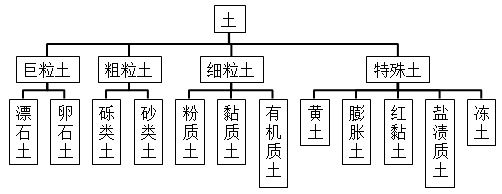 土
巨粒土
粗粒土
细粒土
特殊土
漂石土
卵石土
砾类土
砂类土
粉质土
黏质土
有机质土
黄土
膨胀土
红黏土
盐渍质土
冻土